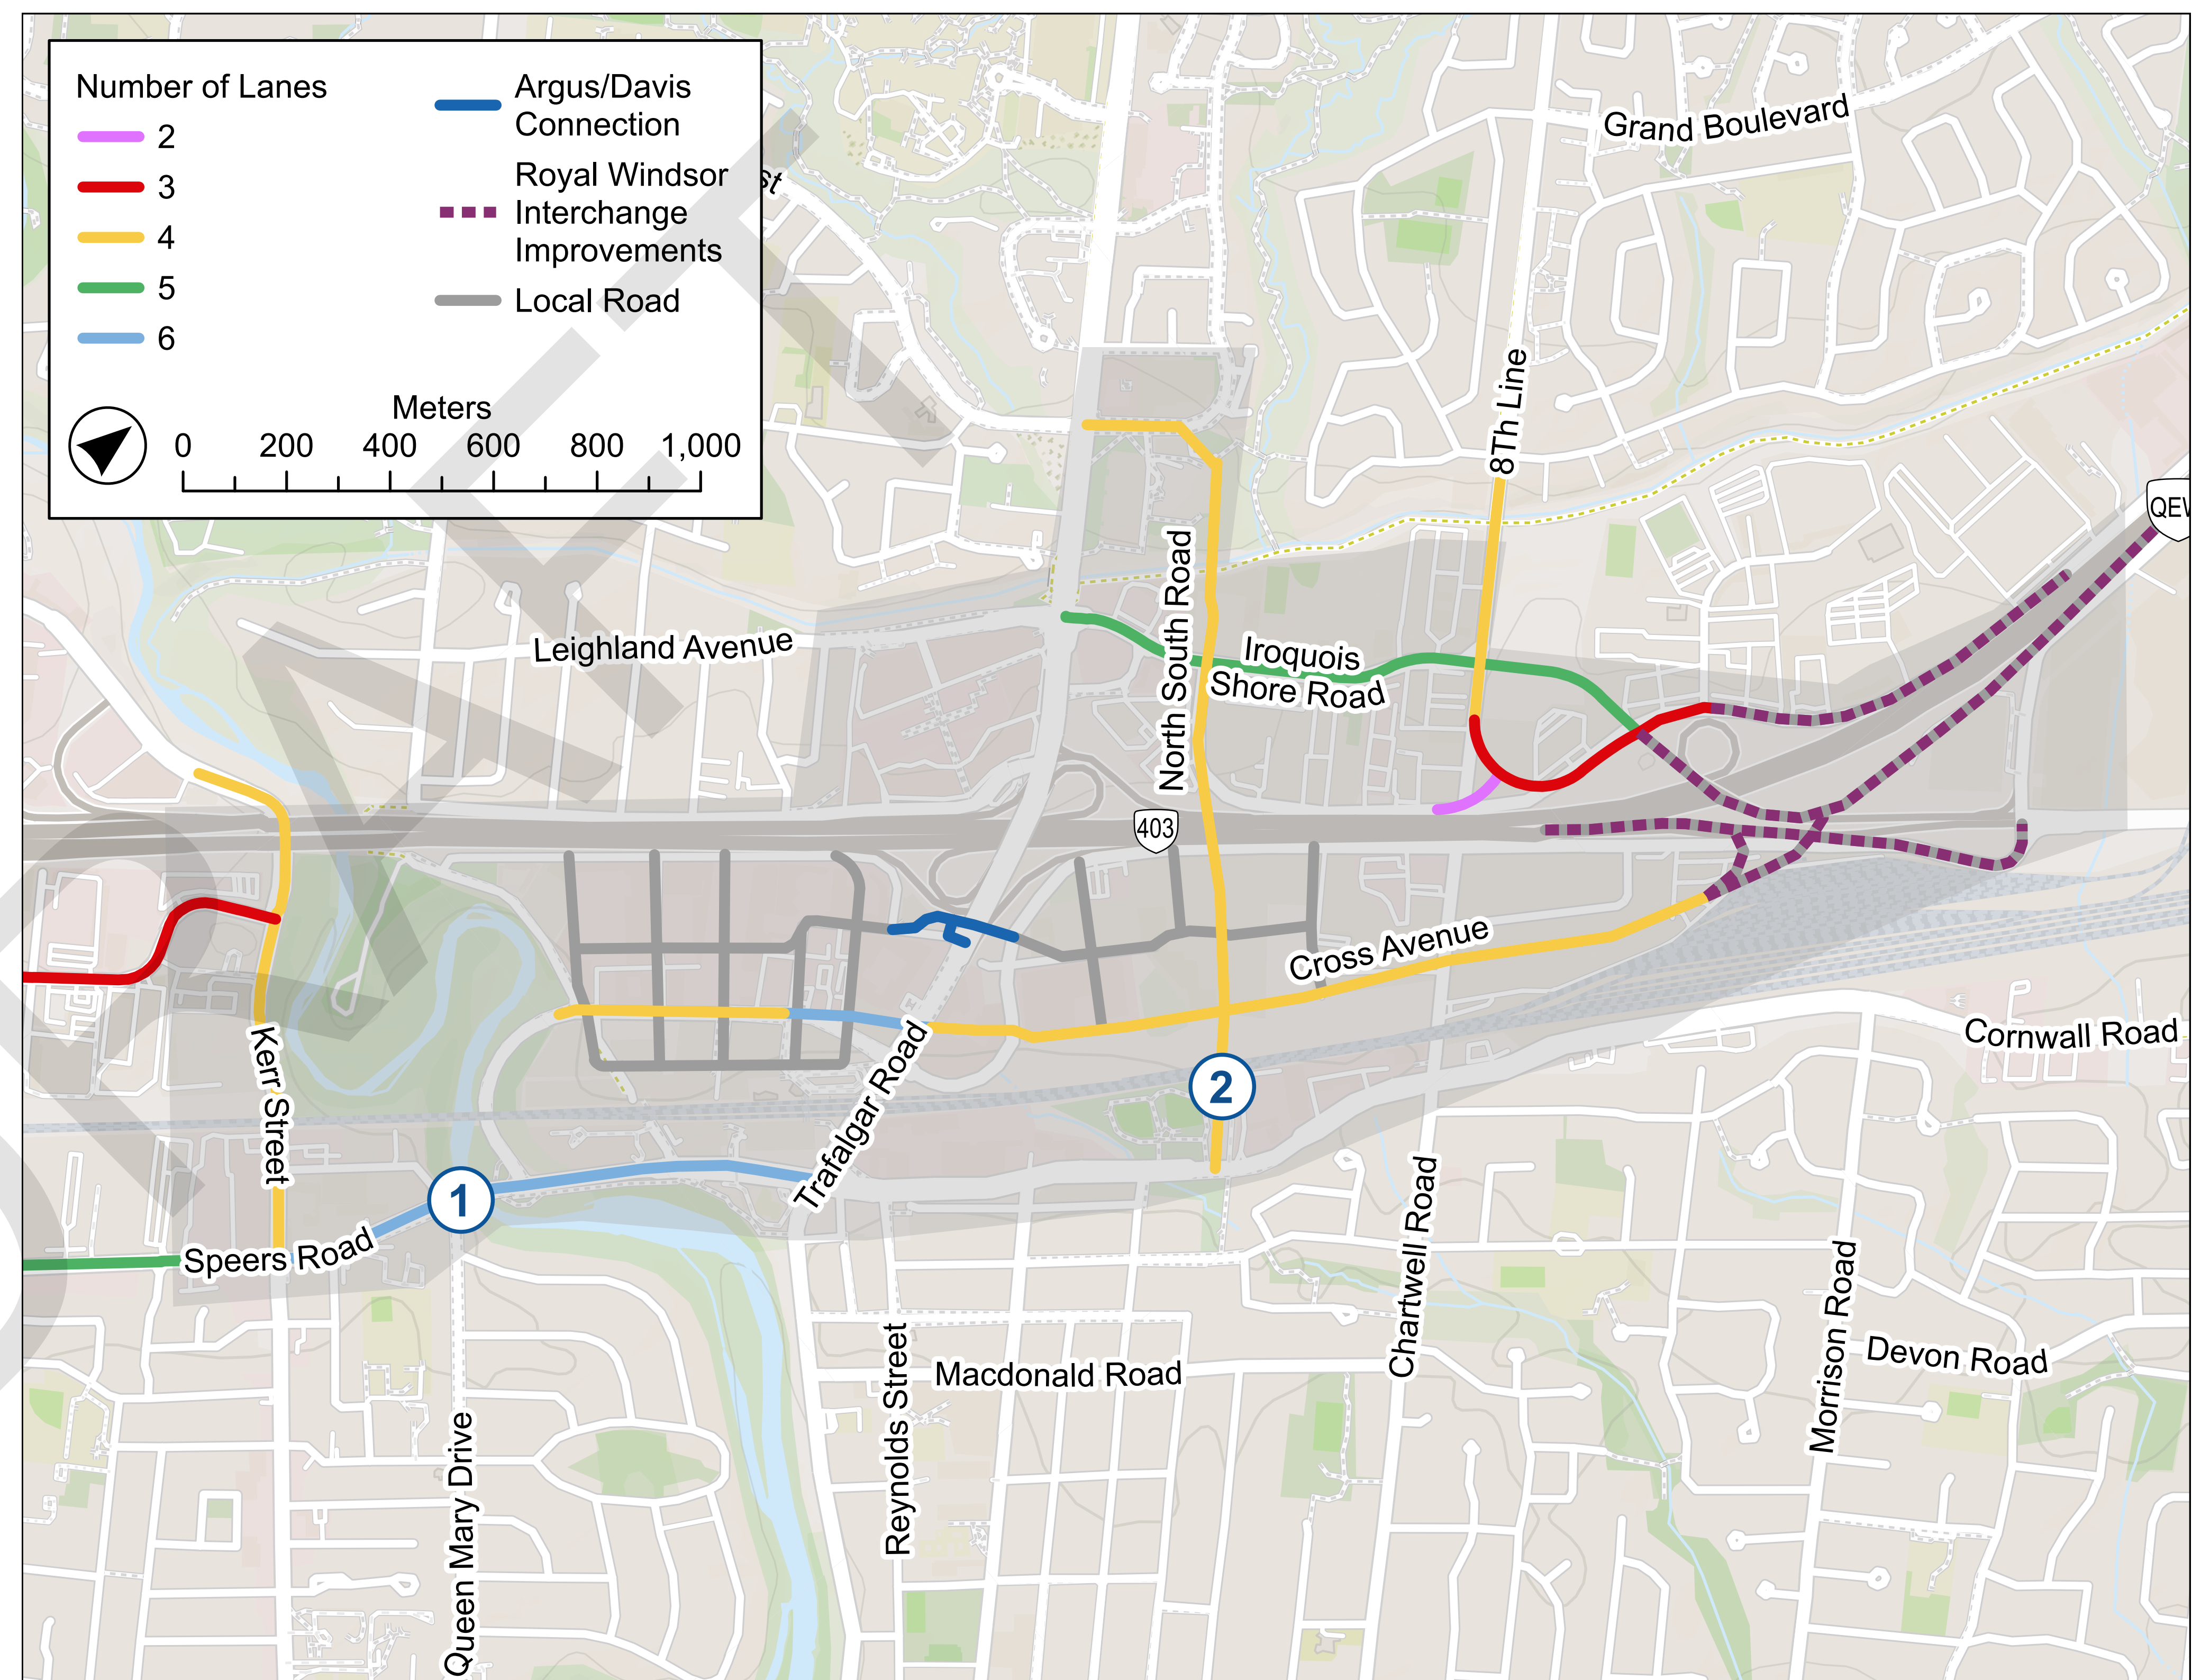 Number of Lanes
2
3
4
5
6
Argus/Davis
Connection
Royal Windsor
Interchange
Improvements
Local Road
Meters
0 200 400 600 800 1,000
st
Grand Boulevard
8Th Line
QEW
Leighland Avenue
North South Road
Iroquois
Shore Road
403
Cross Avenue
Cornwall Road
Kerr Street
Trafalgar Road
2
1
Speers Road
Chartwell Road
Morrison Road
Devon Road
Macdonald Road
Reynolds Street
Queen Mary Drive
DRAFT